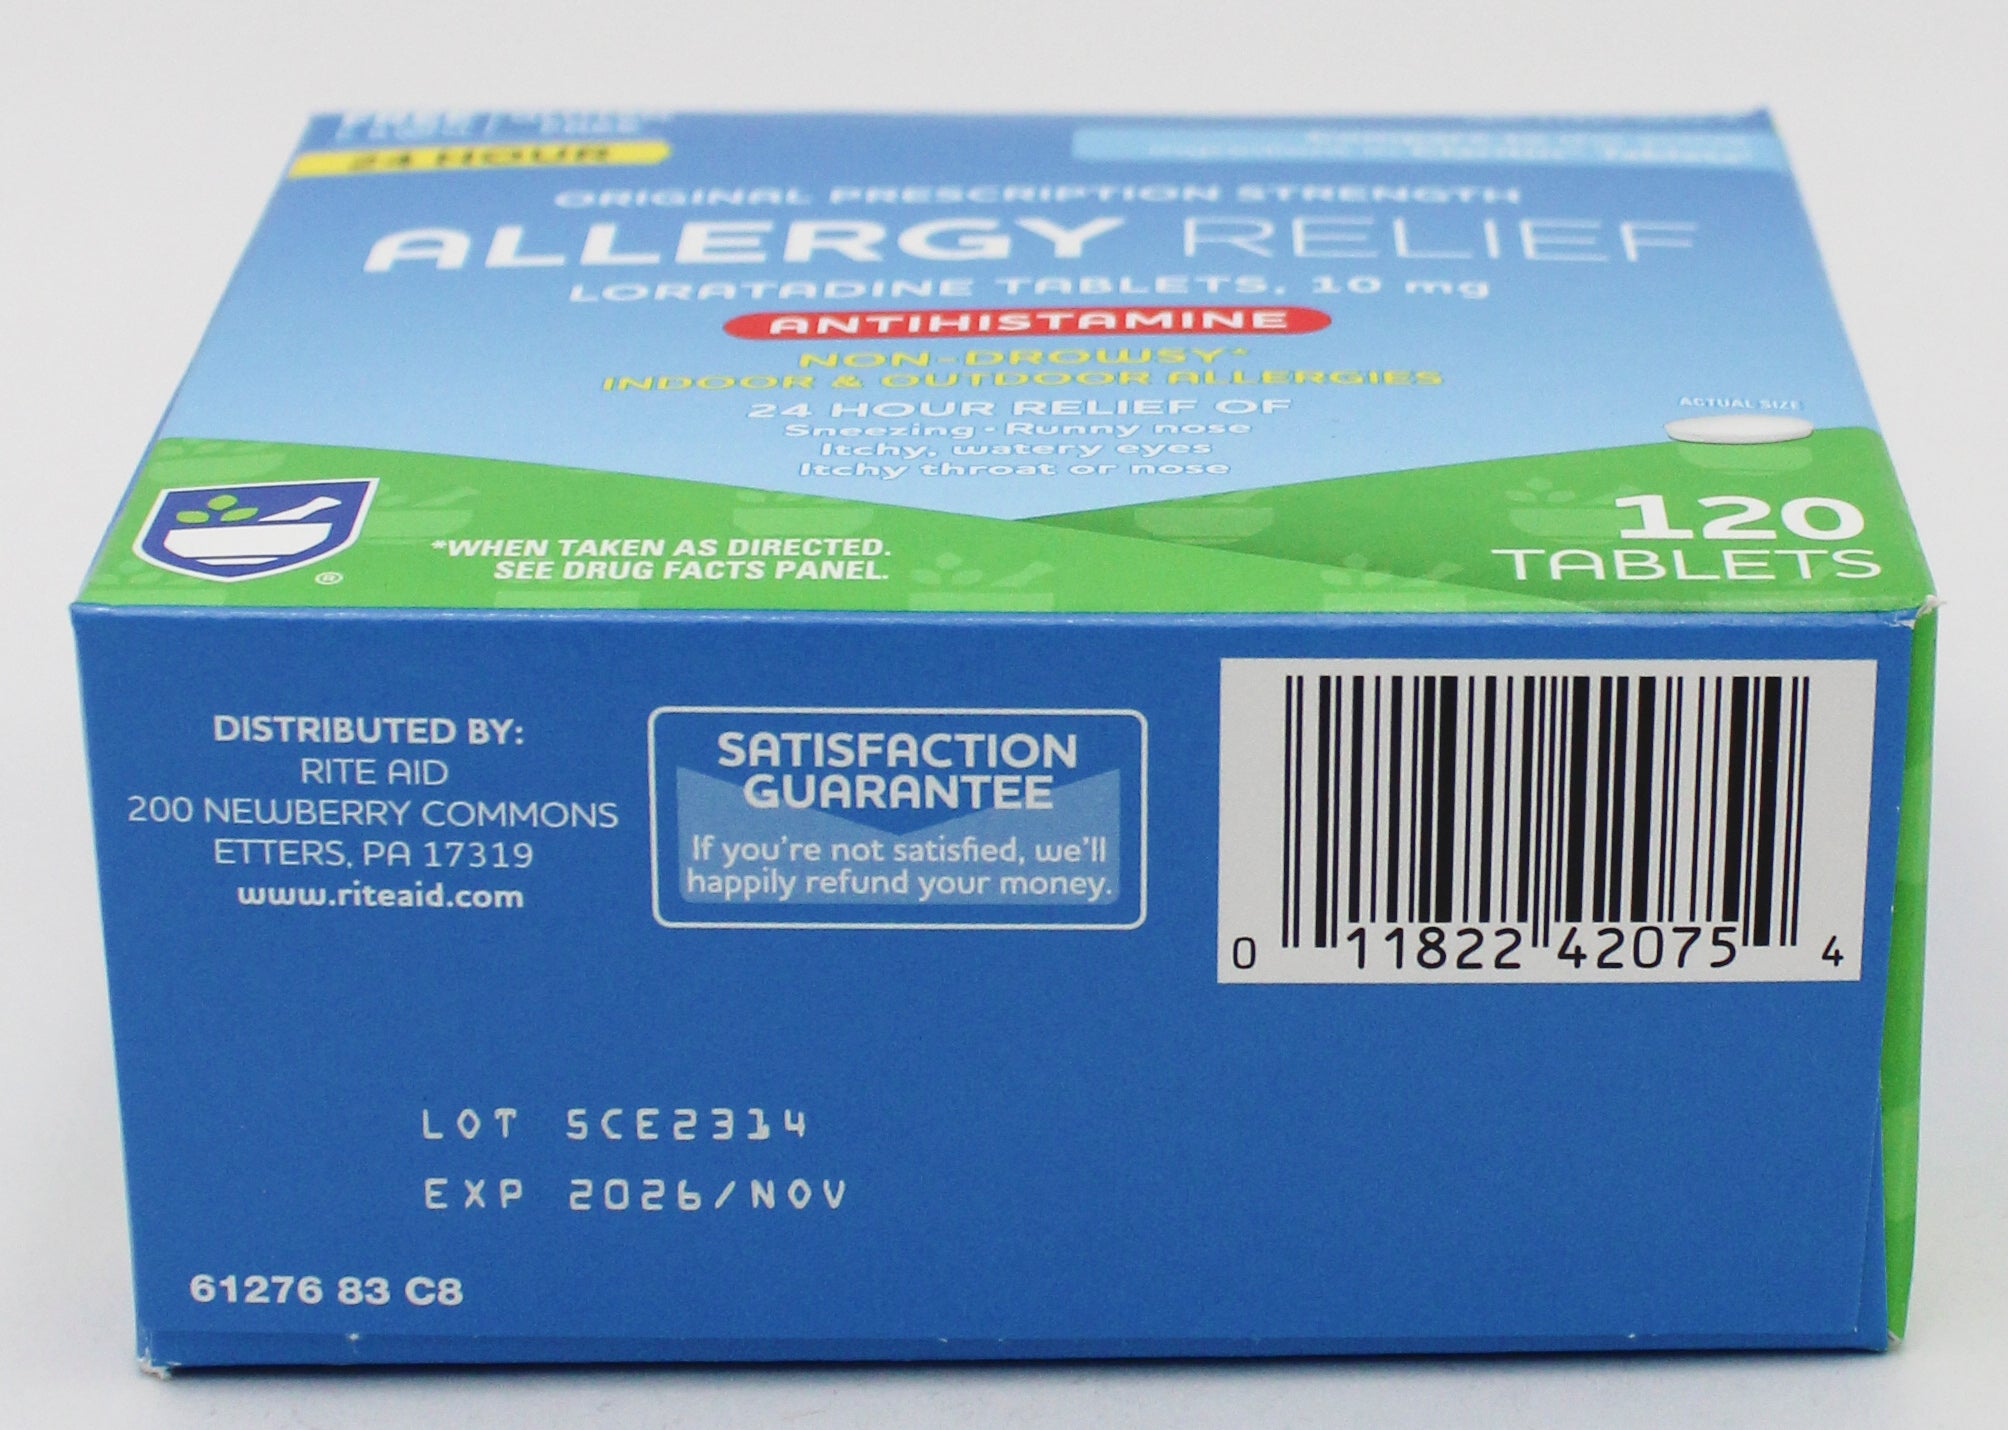 24 HOUR
ORIGINAL PRESCRIPTION STRENGTH
ALLERGY RELIEF
LORATADINE TABLETS, 10 mg
ANTIHISTAMINE
NON-DROWSY*
INDOOR & OUTDOOR ALLERGIES
24 HOUR RELIEF OF
Sneezing • Runny nose
Itchy, watery eyes
Itchy throat or nose
ACTUAL SIZE
®
*WHEN TAKEN AS DIRECTED.
SEE DRUG FACTS PANEL.
120
TABLETS
DISTRIBUTED BY:
RITE AID
200 NEWBERRY COMMONS
ETTERS, PA 17319
www.riteaid.com
SATISFACTION
GUARANTEE
If you're not satisfied, we'll
happily refund your money.
0 11822 42075 4
LOT 5CE2314
EXP 2026/NOV
61276 83 C8